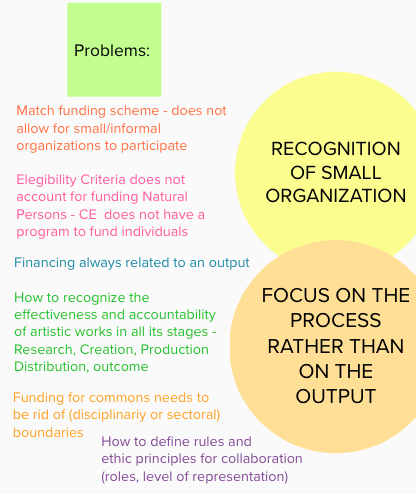 Problems:
Match funding scheme - does not
allow for small/informal
organizations to participate
Elegibility Criteria does not
account for funding Natural
Persons - CE  does not have a
program to fund individuals
Financing always related to an output
How to recognize the
effectiveness and accountability
of artistic works in all its stages -
Research, Creation, Production
Distribution, outcome
Funding for commons needs to
be rid of (disciplinariy or sectoral)
boundaries
How to define rules and
ethic principles for collaboration
(roles, level of representation)
RECOGNITION
OF SMALL
ORGANIZATION
FOCUS ON THE
PROCESS
RATHER THAN
ON THE
OUTPUT